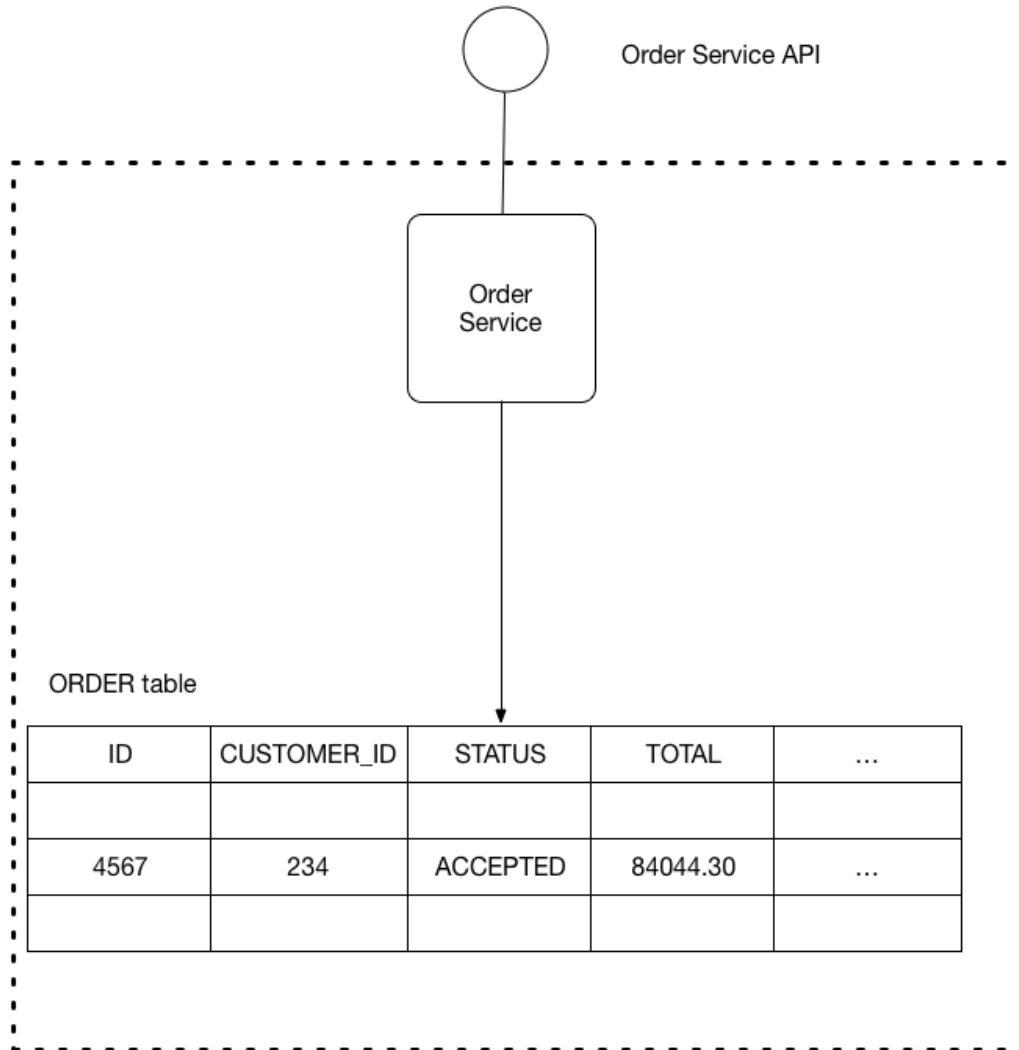 Order Service API
Order
Service
ORDER table
ID CUSTOMER_ID STATUS TOTAL ...
4567 234 ACCEPTED 84044.30 ...